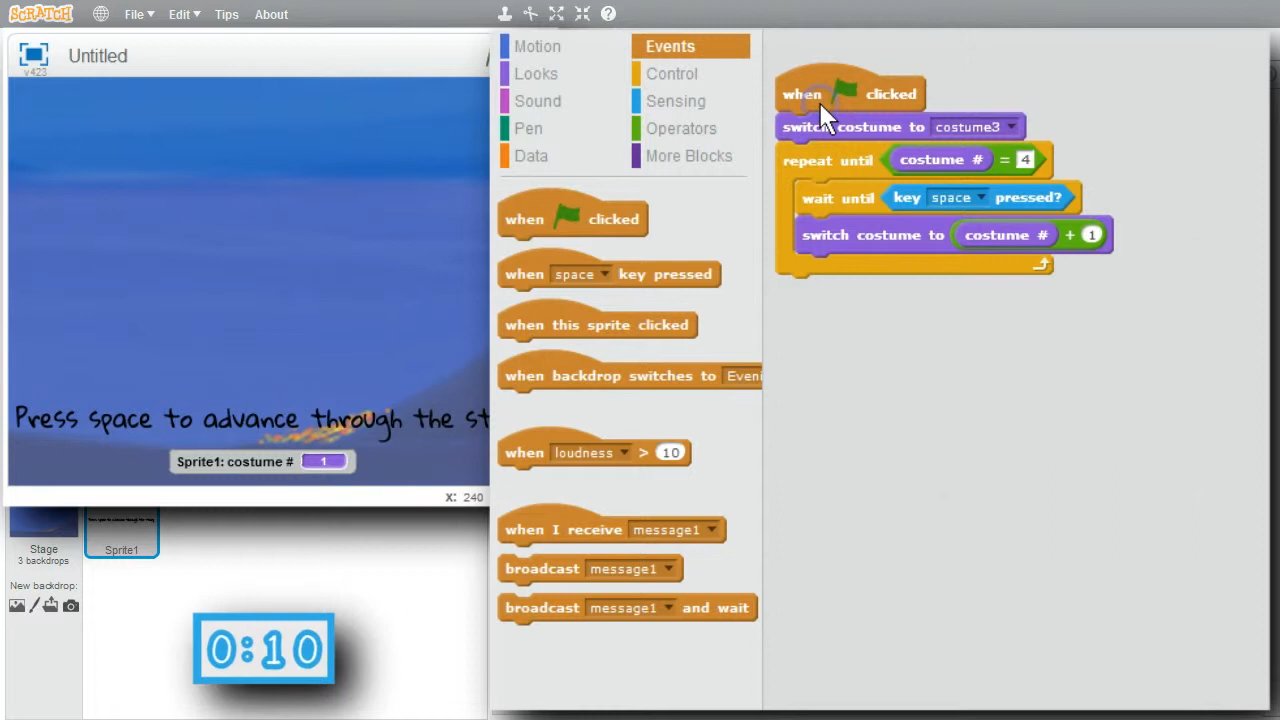 SCRATCH File Edit Tips About
Untitled
v423
Press space to advance through the st
Sprite1: costume # 1
X: 240
Stage
3 backdrops
Sprite1
New backdrop:
0:10
Motion Events
Looks Control
Sound Sensing
Pen Operators
Data More Blocks
when clicked
when space key pressed
when this sprite clicked
when backdrop switches to Eveni
when loudness > 10
when I receive message1
broadcast message1
broadcast message1 and wait
when clicked
switch costume to costume3
repeat until costume # = 4
wait until key space pressed?
switch costume to costume # + 1